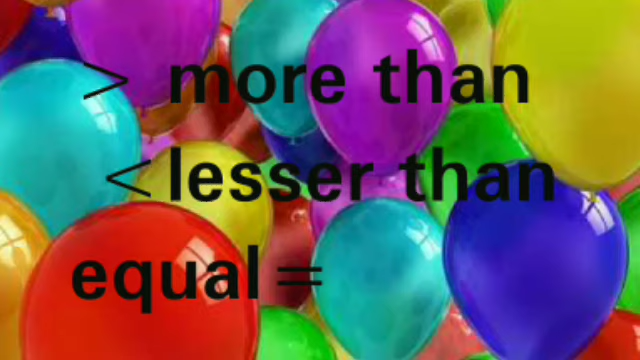 > more than
< lesser than
equal =